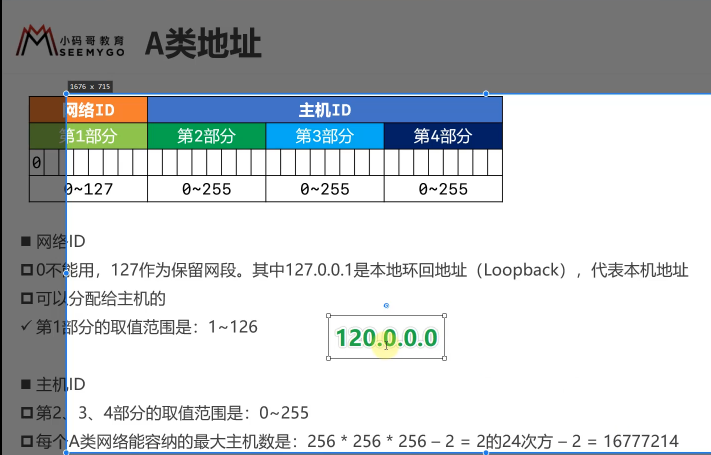 小码哥教育
SEEMYGO
A类地址
1676 x 715
网络ID 主机ID
第1部分 第2部分 第3部分 第4部分
0
0~127 0~255 0~255 0~255
网络ID
0不能用，127作为保留网段。其中127.0.0.1是本地环回地址（Loopback），代表本机地址
可以分配给主机的
✓ 第1部分的取值范围是：1~126
120.0.0.0
主机ID
第2、3、4部分的取值范围是：0~255
每个A类网络能容纳的最大主机数是：256 * 256 * 256 – 2 = 2的24次方 – 2 = 16777214